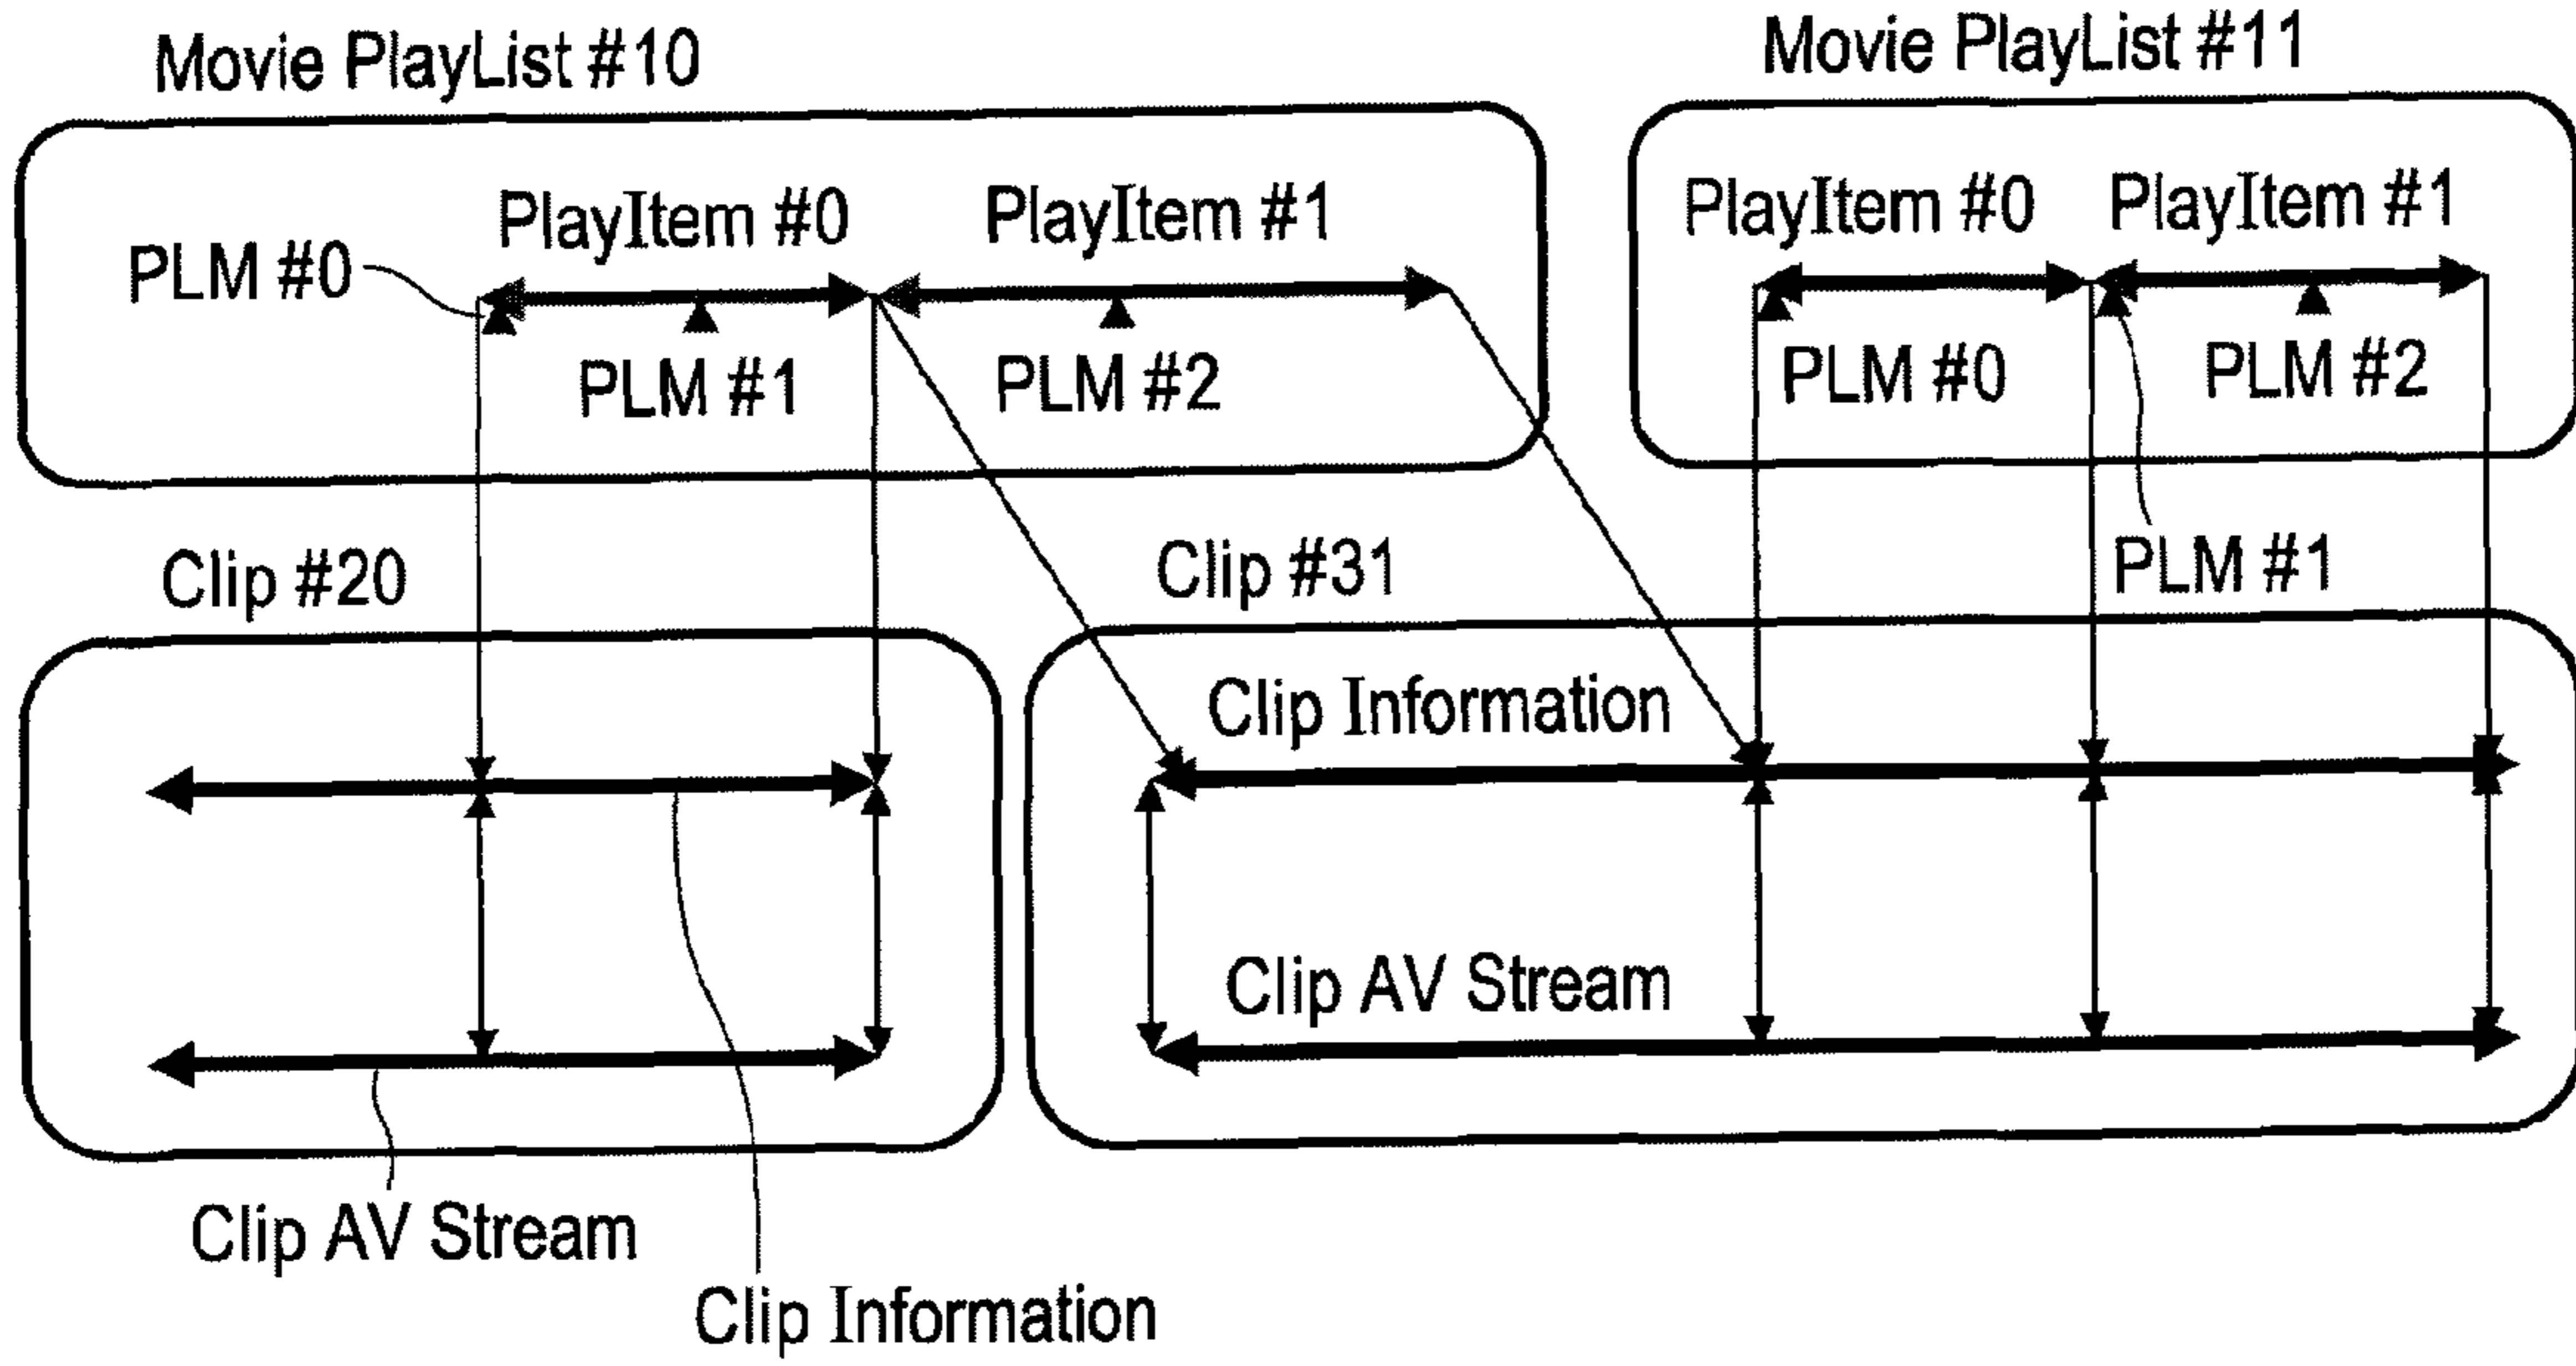 Movie PlayList #10
Movie PlayList #11
PlayItem #0
PlayItem #1
PLM #0
PLM #1
PLM #2
PlayItem #0
PlayItem #1
PLM #0
PLM #2
PLM #1
Clip #20
Clip #31
Clip Information
Clip AV Stream
Clip AV Stream
Clip Information